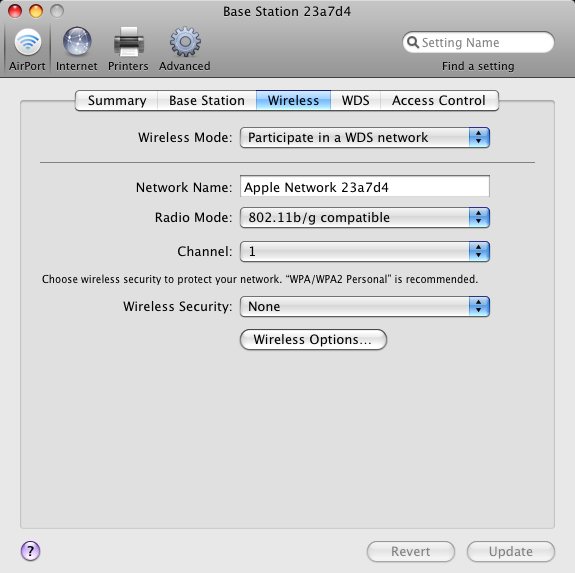 Base Station 23a7d4
AirPort Internet Printers Advanced
Setting Name
Find a setting
Summary Base Station Wireless WDS Access Control
Wireless Mode: Participate in a WDS network
Network Name: Apple Network 23a7d4
Radio Mode: 802.11b/g compatible
Channel: 1
Choose wireless security to protect your network. “WPA/WPA2 Personal” is recommended.
Wireless Security: None
Wireless Options...
? Revert Update